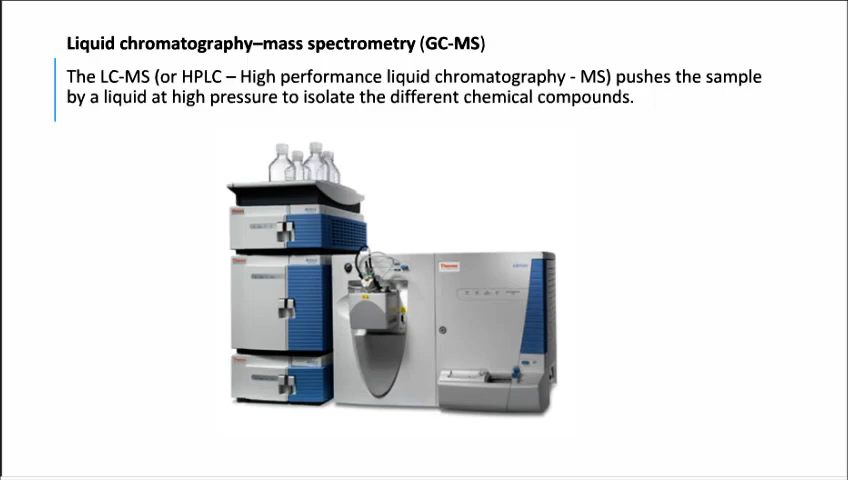 Liquid chromatography–mass spectrometry (GC-MS)
The LC-MS (or HPLC – High performance liquid chromatography - MS) pushes the sample
by a liquid at high pressure to isolate the different chemical compounds.
Thermo